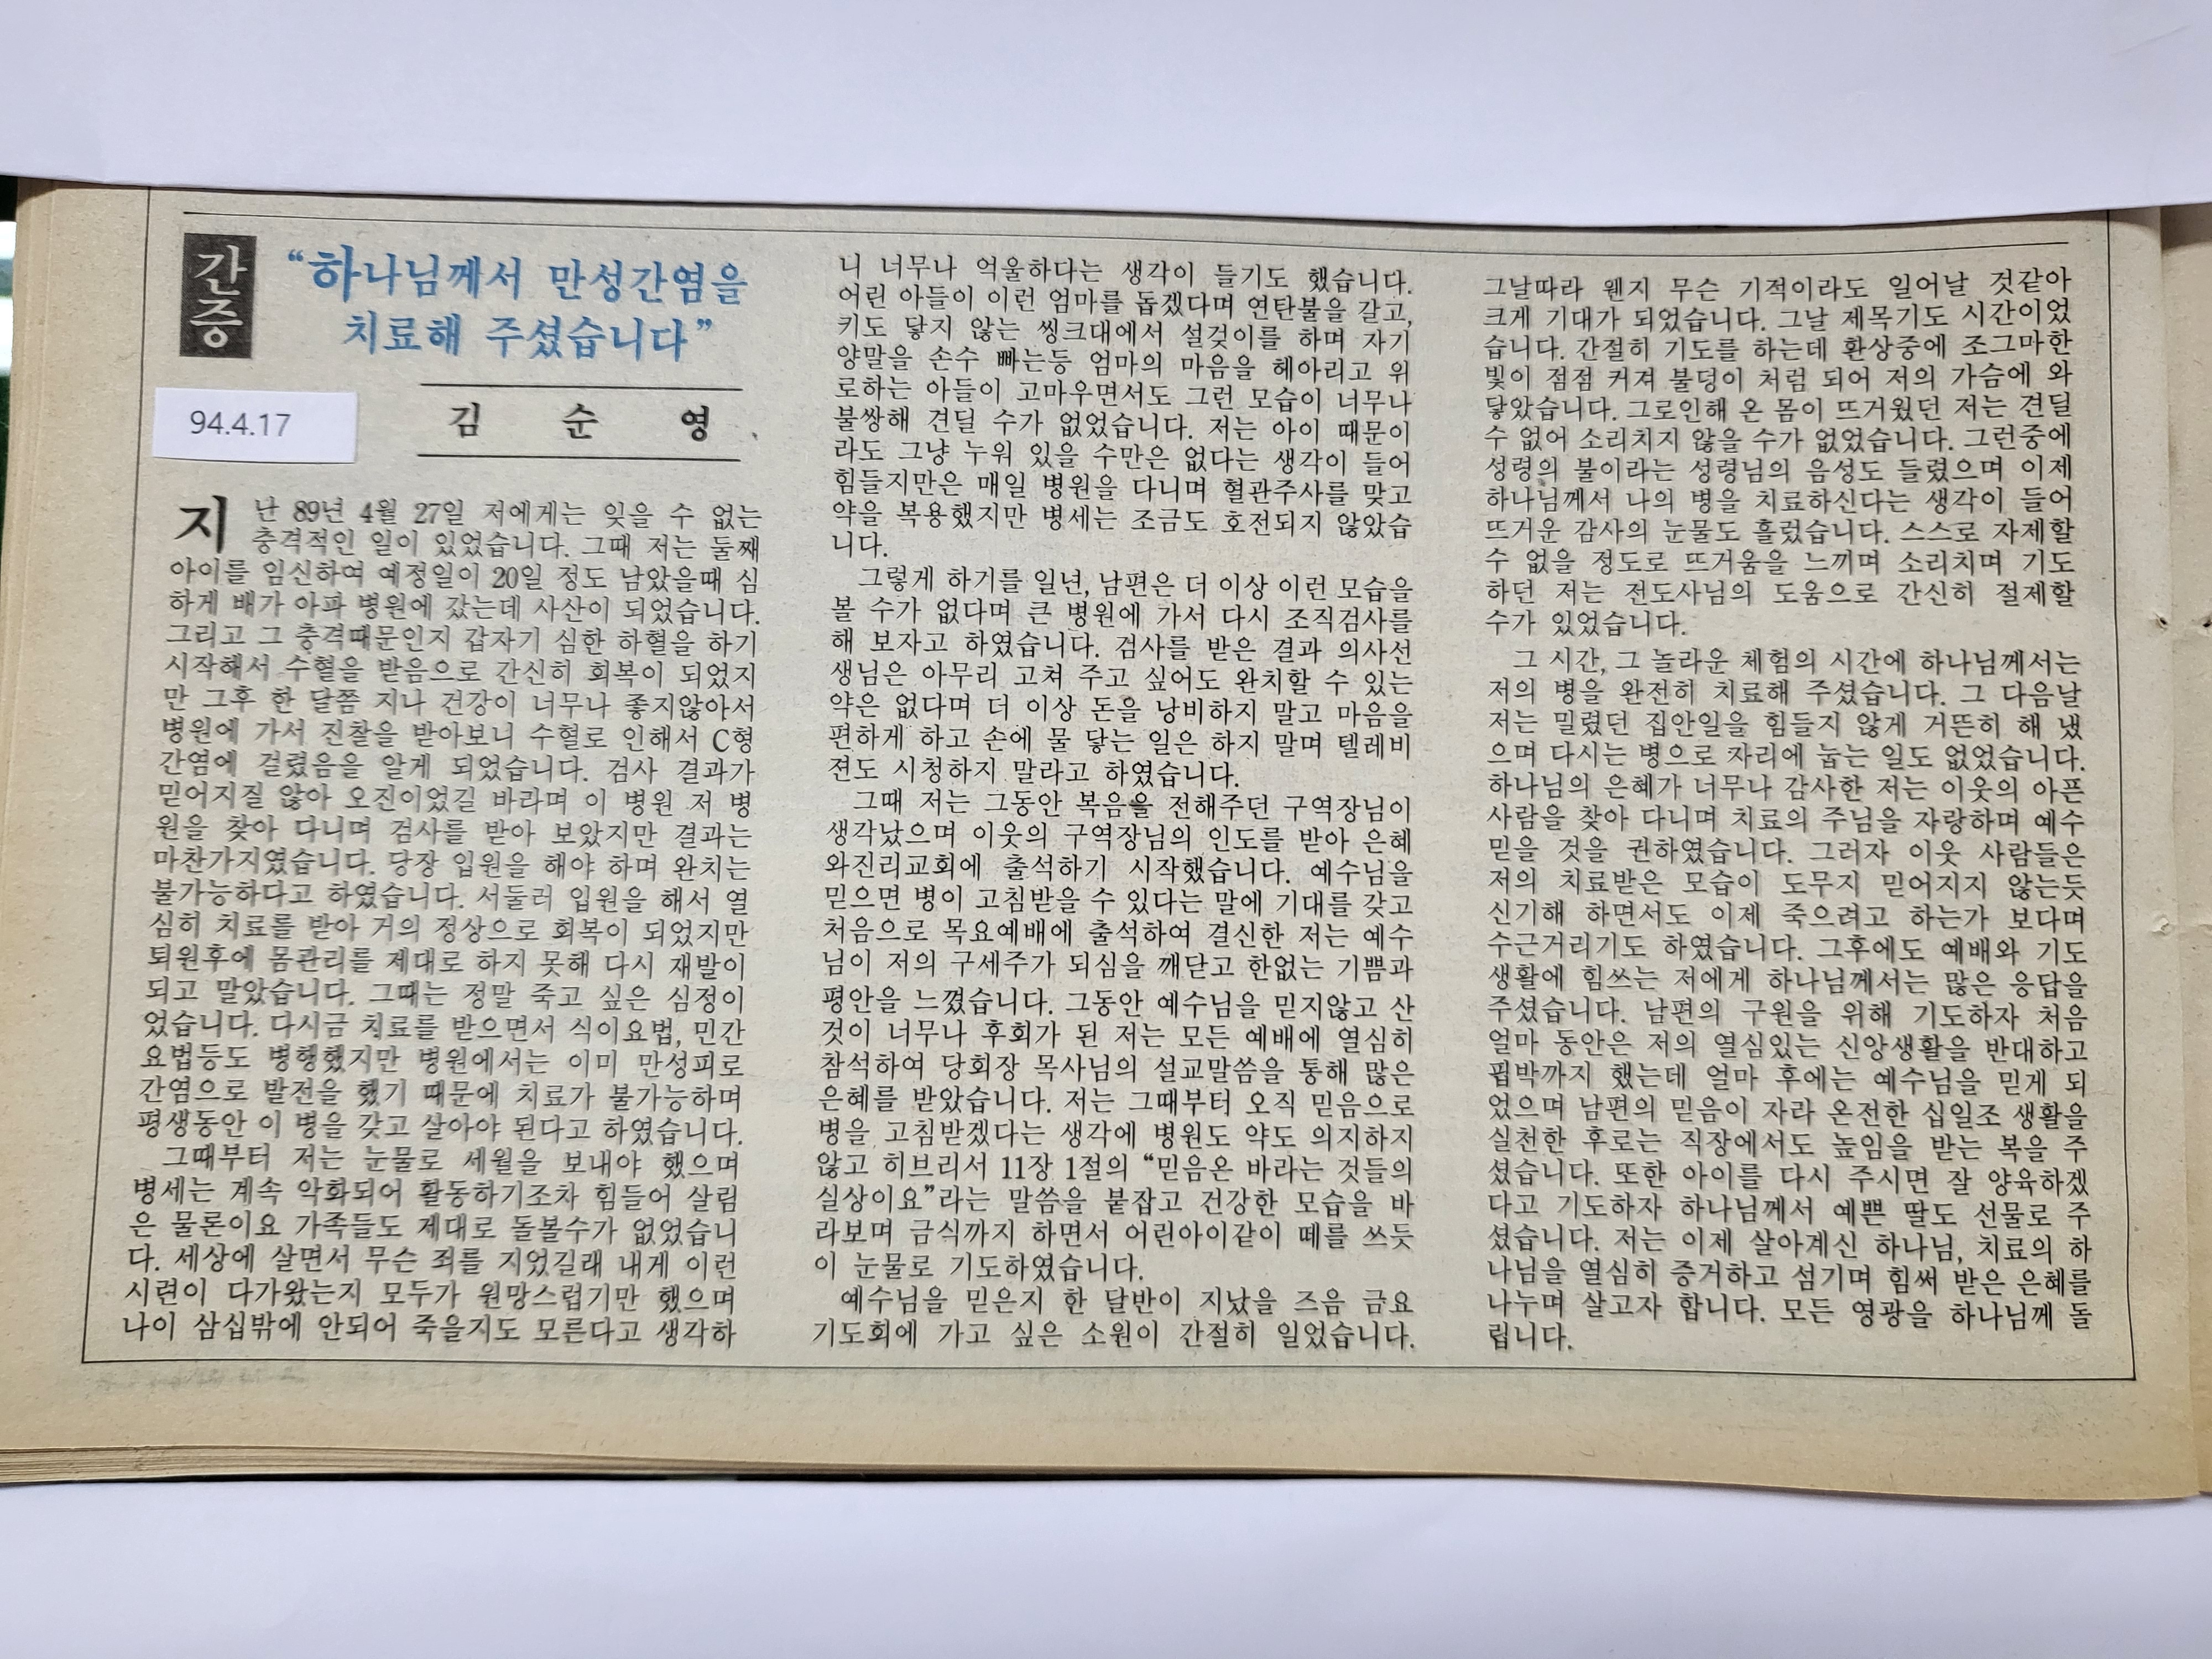 간증
“하나님께서 만성간염을
치료해 주셨습니다”
94.4.17
김 순 영
지난 89년 4월 27일 저에게는 잊을 수 없는
충격적인 일이 있었습니다. 그때 저는 둘째
아이를 임신하여 예정일이 20일 정도 남았을때 심
하게 배가 아파 병원에 갔는데 사산이 되었습니다.
그리고 그 충격때문인지 갑자기 심한 하혈을 하기
시작해서 수혈을 받음으로 간신히 회복이 되었지
만 그후 한 달쯤 지나 건강이 너무나 좋지않아서
병원에 가서 진찰을 받아보니 수혈로 인해서 C형
간염에 걸렸음을 알게 되었습니다. 검사 결과가
믿어지질 않아 오진이었길 바라며 이 병원 저 병
원을 찾아 다니며 검사를 받아 보았지만 결과는
마찬가지였습니다. 당장 입원을 해야 하며 완치는
불가능하다고 하였습니다. 서둘러 입원을 해서 열
심히 치료를 받아 거의 정상으로 회복이 되었지만
퇴원후에 몸관리를 제대로 하지 못해 다시 재발이
되고 말았습니다. 그때는 정말 죽고 싶은 심정이
었습니다. 다시금 치료를 받으면서 식이요법, 민간
요법등도 병행했지만 병원에서는 이미 만성피로
간염으로 발전을 했기 때문에 치료가 불가능하며
평생동안 이 병을 갖고 살아야 된다고 하였습니다.
그때부터 저는 눈물로 세월을 보내야 했으며
병세는 계속 악화되어 활동하기조차 힘들어 살림
은 물론이요 가족들도 제대로 돌볼수가 없었습니
다. 세상에 살면서 무슨 죄를 지었길래 내게 이런
시련이 다가왔는지 모두가 원망스럽기만 했으며
나이 삼십밖에 안되어 죽을지도 모른다고 생각하
니 너무나 억울하다는 생각이 들기도 했습니다.
어린 아들이 이런 엄마를 돕겠다며 연탄불을 갈고,
키도 닿지 않는 씽크대에서 설겆이를 하며 자기
양말을 손수 빠는등 엄마의 마음을 헤아리고 위
로하는 아들이 고마우면서도 그런 모습이 너무나
불쌍해 견딜 수가 없었습니다. 저는 아이 때문이
라도 그냥 누워 있을 수만은 없다는 생각이 들어
힘들지만은 매일 병원을 다니며 혈관주사를 맞고
약을 복용했지만 병세는 조금도 호전되지 않았습
니다.
그렇게 하기를 일년, 남편은 더 이상 이런 모습을
볼 수가 없다며 큰 병원에 가서 다시 조직검사를
해 보자고 하였습니다. 검사를 받은 결과 의사선
생님은 아무리 고쳐 주고 싶어도 완치할 수 있는
약은 없다며 더 이상 돈을 낭비하지 말고 마음을
편하게 하고 손에 물 닿는 일은 하지 말며 텔레비
젼도 시청하지 말라고 하였습니다.
그때 저는 그동안 복음을 전해주던 구역장님이
생각났으며 이웃의 구역장님의 인도를 받아 은혜
와진리교회에 출석하기 시작했습니다. 예수님을
믿으면 병이 고침받을 수 있다는 말에 기대를 갖고
처음으로 목요예배에 출석하여 결신한 저는 예수
님이 저의 구세주가 되심을 깨닫고 한없는 기쁨과
평안을 느꼈습니다. 그동안 예수님을 믿지않고 산
것이 너무나 후회가 된 저는 모든 예배에 열심히
참석하여 당회장 목사님의 설교말씀을 통해 많은
은혜를 받았습니다. 저는 그때부터 오직 믿음으로
병을 고침받겠다는 생각에 병원도 약도 의지하지
않고 히브리서 11장 1절의 “믿음은 바라는 것들의
실상이요”라는 말씀을 붙잡고 건강한 모습을 바
라보며 금식까지 하면서 어린아이같이 떼를 쓰듯
이 눈물로 기도하였습니다.
예수님을 믿은지 한 달반이 지났을 즈음 금요
기도회에 가고 싶은 소원이 간절히 일었습니다.
그날따라 웬지 무슨 기적이라도 일어날 것같아
크게 기대가 되었습니다. 그날 제목기도 시간이었
습니다. 간절히 기도를 하는데 환상중에 조그마한
빛이 점점 커져 불덩이 처럼 되어 저의 가슴에 와
닿았습니다. 그로인해 온 몸이 뜨거웠던 저는 견딜
수 없어 소리치지 않을 수가 없었습니다. 그런중에
성령의 불이라는 성령님의 음성도 들렸으며 이제
하나님께서 나의 병을 치료하신다는 생각이 들어
뜨거운 감사의 눈물도 흘렀습니다. 스스로 자제할
수 없을 정도로 뜨거움을 느끼며 소리치며 기도
하던 저는 전도사님의 도움으로 간신히 절제할
수가 있었습니다.
그 시간, 그 놀라운 체험의 시간에 하나님께서는
저의 병을 완전히 치료해 주셨습니다. 그 다음날
저는 밀렸던 집안일을 힘들지 않게 거뜬히 해 냈
으며 다시는 병으로 자리에 눕는 일도 없었습니다.
하나님의 은혜가 너무나 감사한 저는 이웃의 아픈
사람을 찾아 다니며 치료의 주님을 자랑하며 예수
믿을 것을 권하였습니다. 그러자 이웃 사람들은
저의 치료받은 모습이 도무지 믿어지지 않는듯
신기해 하면서도 이제 죽으려고 하는가 보다며
수근거리기도 하였습니다. 그후에도 예배와 기도
생활에 힘쓰는 저에게 하나님께서는 많은 응답을
주셨습니다. 남편의 구원을 위해 기도하자 처음
얼마 동안은 저의 열심있는 신앙생활을 반대하고
핍박까지 했는데 얼마 후에는 예수님을 믿게 되
었으며 남편의 믿음이 자라 온전한 십일조 생활을
실천한 후로는 직장에서도 높임을 받는 복을 주
셨습니다. 또한 아이를 다시 주시면 잘 양육하겠
다고 기도하자 하나님께서 예쁜 딸도 선물로 주
셨습니다. 저는 이제 살아계신 하나님, 치료의 하
나님을 열심히 증거하고 섬기며 힘써 받은 은혜를
나누며 살고자 합니다. 모든 영광을 하나님께 돌
립니다.